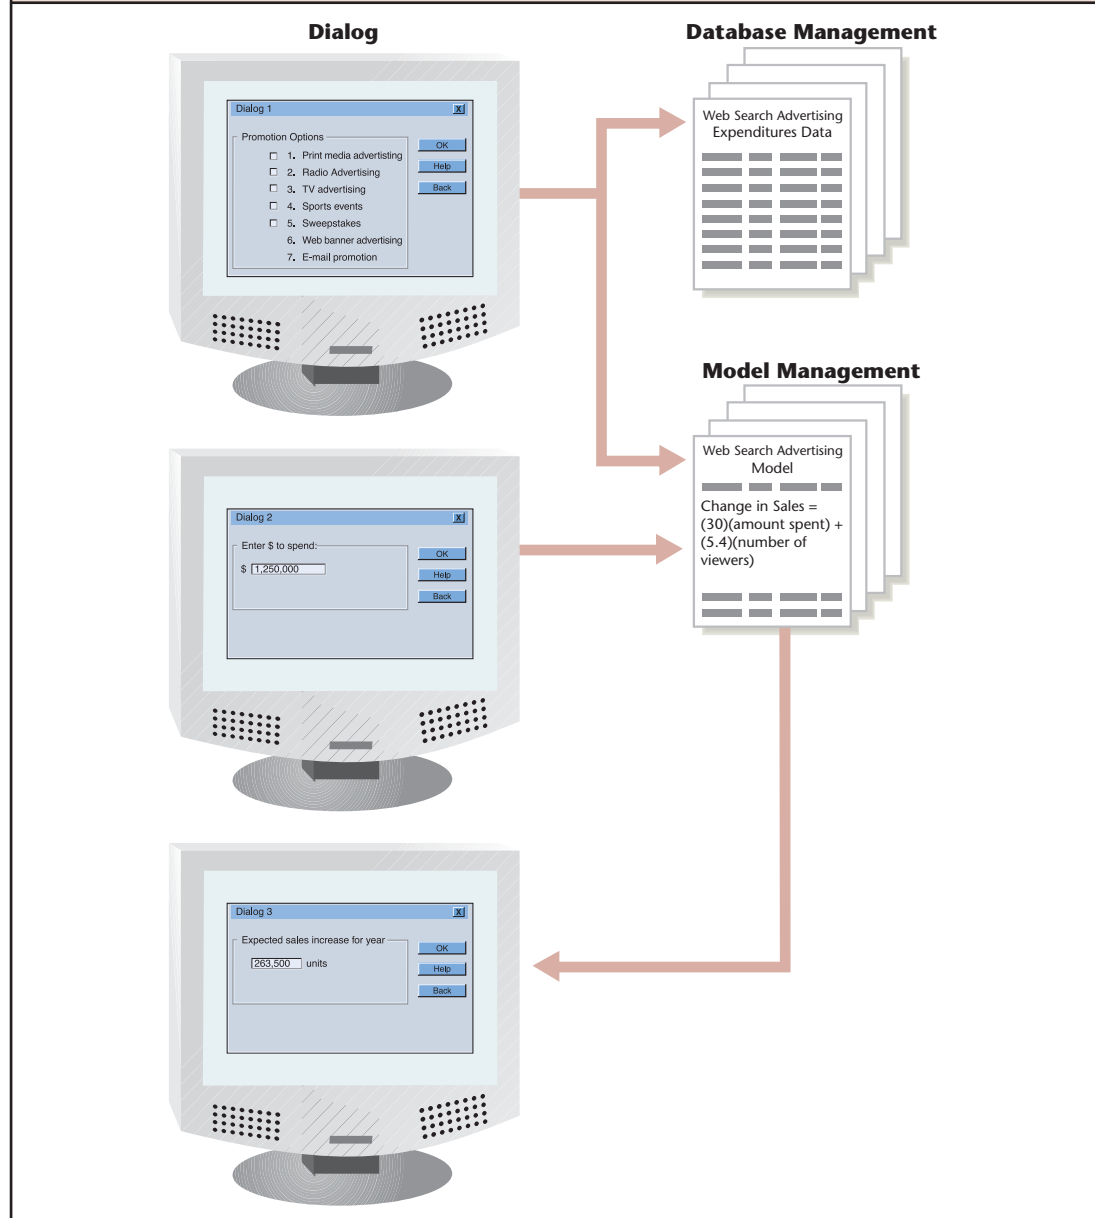 Dialog
Database Management
Dialog 1
X
Promotion Options
1. Print media advertisting
2. Radio Advertising
3. TV advertising
4. Sports events
5. Sweepstakes
6. Web banner advertising
7. E-mail promotion
OK
Help
Back
Web Search Advertising
Expenditures Data
Model Management
Web Search Advertising
Model
Change in Sales =
(30)(amount spent) +
(5.4)(number of
viewers)
Dialog 2
X
Enter $ to spend:
$ 1,250,000
OK
Help
Back
Dialog 3
X
Expected sales increase for year
263,500 units
OK
Help
Back